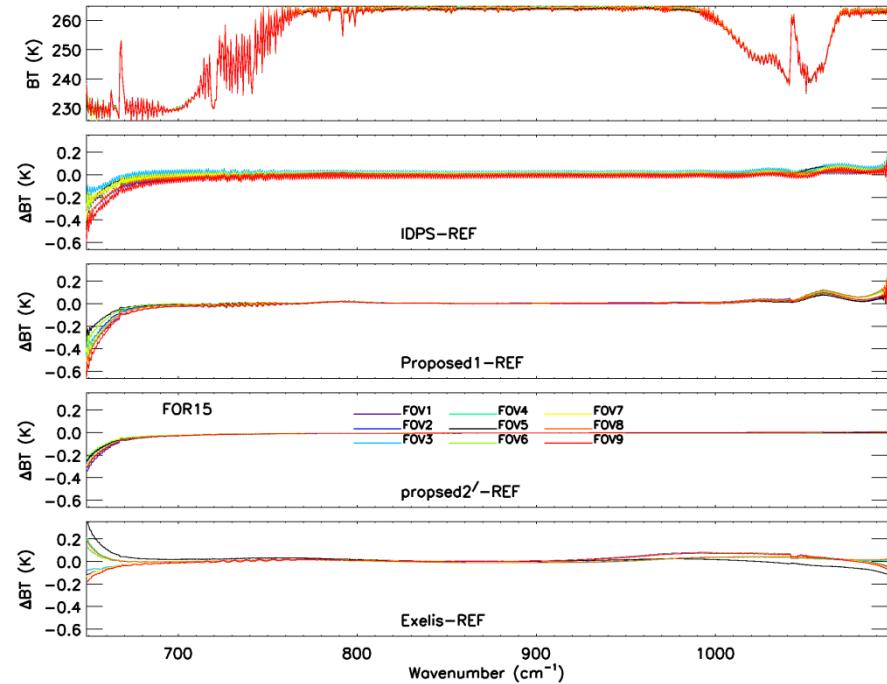 260
250
240
230
BT (K)
0.2
0.0
-0.2
-0.4
-0.6
ΔBT (K)
IDPS-REF
0.2
0.0
-0.2
-0.4
-0.6
ΔBT (K)
Proposed1-REF
0.2
0.0
-0.2
-0.4
-0.6
ΔBT (K)
FOR15
FOV1 FOV4 FOV7
FOV2 FOV5 FOV8
FOV3 FOV6 FOV9
propsed2′-REF
0.2
0.0
-0.2
-0.4
-0.6
ΔBT (K)
Exelis-REF
700 800 900 1000
Wavenumber (cm⁻¹)